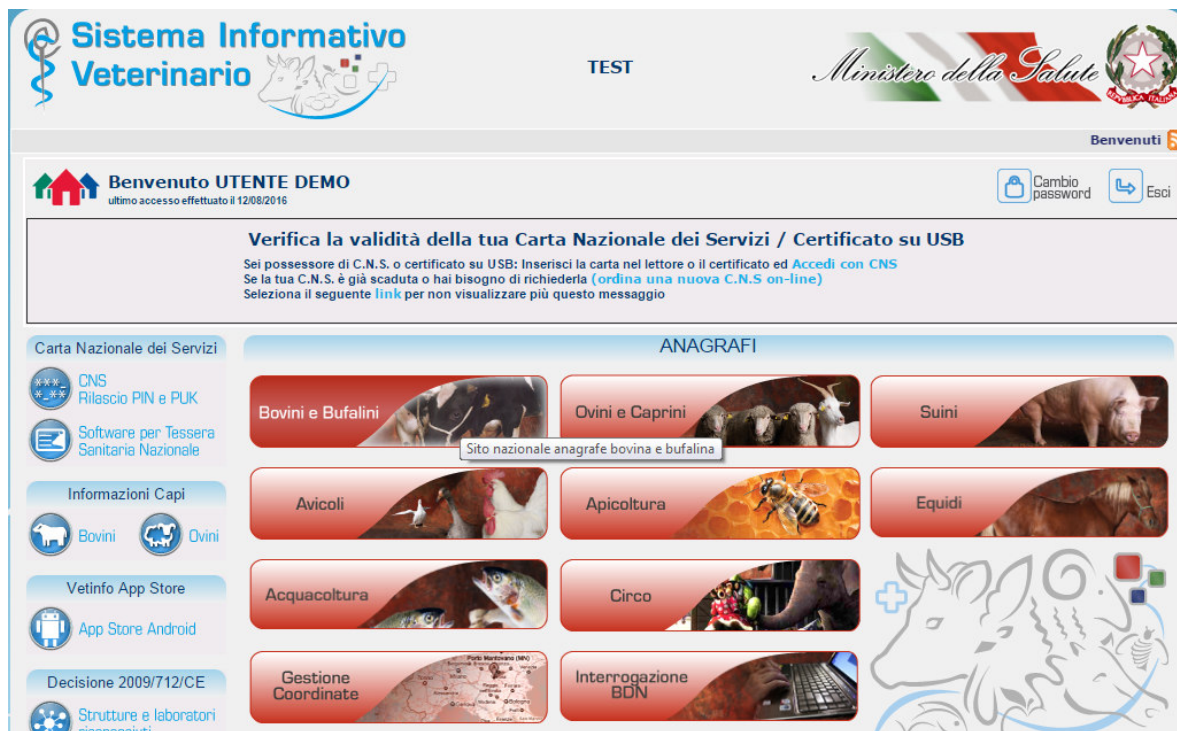 Sistema Informativo
Veterinario
TEST
Ministero della Salute
REPVBBLICA ITALIANA
Benvenuti
Benvenuto UTENTE DEMO
ultimo accesso effettuato il 12/08/2016
Cambio
password
Esci
Verifica la validità della tua Carta Nazionale dei Servizi / Certificato su USB
Sei possessore di C.N.S. o certificato su USB: Inserisci la carta nel lettore o il certificato ed Accedi con CNS
Se la tua C.N.S. è già scaduta o hai bisogno di richiederla (ordina una nuova C.N.S on-line)
Seleziona il seguente link per non visualizzare più questo messaggio
Carta Nazionale dei Servizi
CNS
Rilascio PIN e PUK
Software per Tessera
Sanitaria Nazionale
Informazioni Capi
Bovini
Ovini
Vetinfo App Store
App Store Android
Decisione 2009/712/CE
Strutture e laboratori
riconosciuti
ANAGRAFI
Bovini e Bufalini
Ovini e Caprini
Suini
Sito nazionale anagrafe bovina e bufalina
Avicoli
Apicoltura
Equidi
Acquacoltura
Circo
Gestione
Coordinate
Porto Mantovano (MN)
Interrogazione
BDN